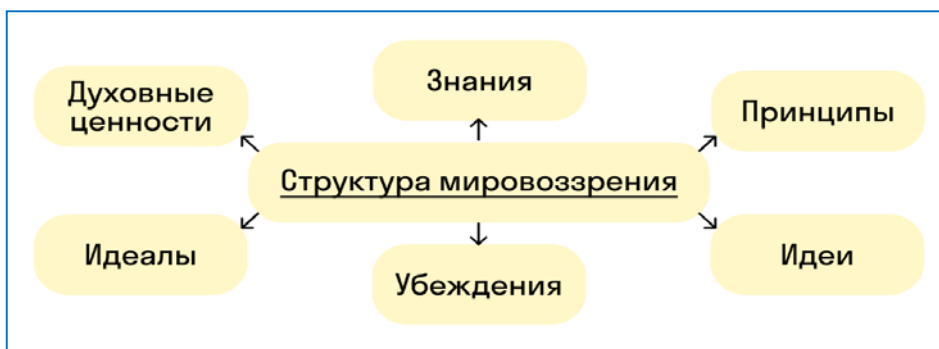 Духовные
ценности
Знания
Принципы
Структура мировоззрения
Идеалы
Убеждения
Идеи